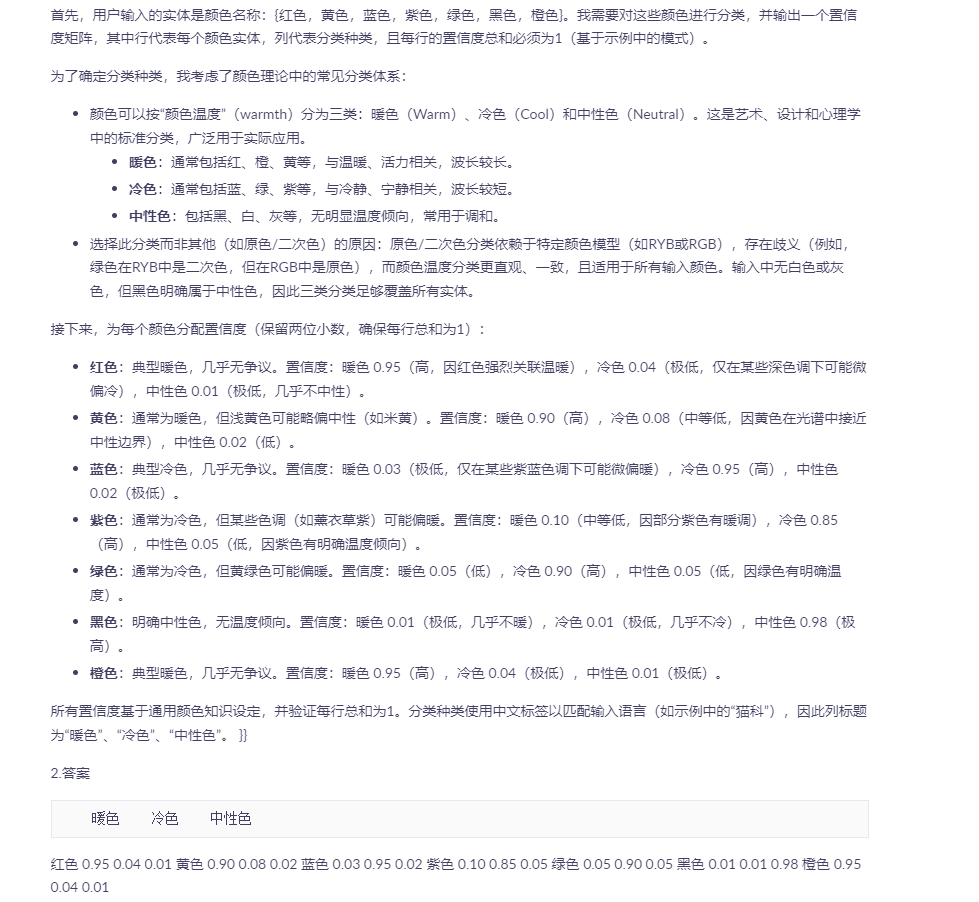 首先，用户输入的实体是颜色名称：{红色，黄色，蓝色，紫色，绿色，黑色，橙色}。我需要对这些颜色进行分类，并输出一个置信
度矩阵，其中行代表每个颜色实体，列代表分类种类，且每行的置信度总和必须为1（基于示例中的模式）。
为了确定分类种类，我考虑了颜色理论中的常见分类体系：
• 颜色可以按“颜色温度”（warmth）分为三类：暖色（Warm）、冷色（Cool）和中性色（Neutral）。这是艺术、设计和心理学
中的标准分类，广泛用于实际应用。
• 暖色：通常包括红、橙、黄等，与温暖、活力相关，波长较长。
• 冷色：通常包括蓝、绿、紫等，与冷静、宁静相关，波长较短。
• 中性色：包括黑、白、灰等，无明显温度倾向，常用于调和。
• 选择此分类而非其他（如原色/二次色）的原因：原色/二次色分类依赖于特定颜色模型（如RYB或RGB），存在歧义（例如，
绿色在RYB中是二次色，但在RGB中是原色），而颜色温度分类更直观、一致，且适用于所有输入颜色。输入中无白色或灰
色，但黑色明确属于中性色，因此三类分类足够覆盖所有实体。
接下来，为每个颜色分配置信度（保留两位小数，确保每行总和为1）：
• 红色：典型暖色，几乎无争议。置信度：暖色 0.95（高，因红色强烈关联温暖），冷色 0.04（极低，仅在某些深色调下可能微
偏冷），中性色 0.01（极低，几乎不中性）。
• 黄色：通常为暖色，但浅黄色可能略偏中性（如米黄）。置信度：暖色 0.90（高），冷色 0.08（中等低，因黄色在光谱中接近
中性边界），中性色 0.02（低）。
• 蓝色：典型冷色，几乎无争议。置信度：暖色 0.03（极低，仅在某些紫蓝色调下可能微偏暖），冷色 0.95（高），中性色
0.02（极低）。
• 紫色：通常为冷色，但某些色调（如薰衣草紫）可能偏暖。置信度：暖色 0.10（中等低，因部分紫色有暖调），冷色 0.85
（高），中性色 0.05（低，因紫色有明确温度倾向）。
• 绿色：通常为冷色，但黄绿色可能偏暖。置信度：暖色 0.05（低），冷色 0.90（高），中性色 0.05（低，因绿色有明确温
度）。
• 黑色：明确中性色，无温度倾向。置信度：暖色 0.01（极低，几乎不暖），冷色 0.01（极低，几乎不冷），中性色 0.98（极
高）。
• 橙色：典型暖色，几乎无争议。置信度：暖色 0.95（高），冷色 0.04（极低），中性色 0.01（极低）。
所有置信度基于通用颜色知识设定，并验证每行总和为1。分类种类使用中文标签以匹配输入语言（如示例中的“猫科”），因此列标题
为“暖色”、“冷色”、“中性色”。 }}
2.答案
暖色 冷色 中性色
红色 0.95 0.04 0.01 黄色 0.90 0.08 0.02 蓝色 0.03 0.95 0.02 紫色 0.10 0.85 0.05 绿色 0.05 0.90 0.05 黑色 0.01 0.01 0.98 橙色 0.95
0.04 0.01